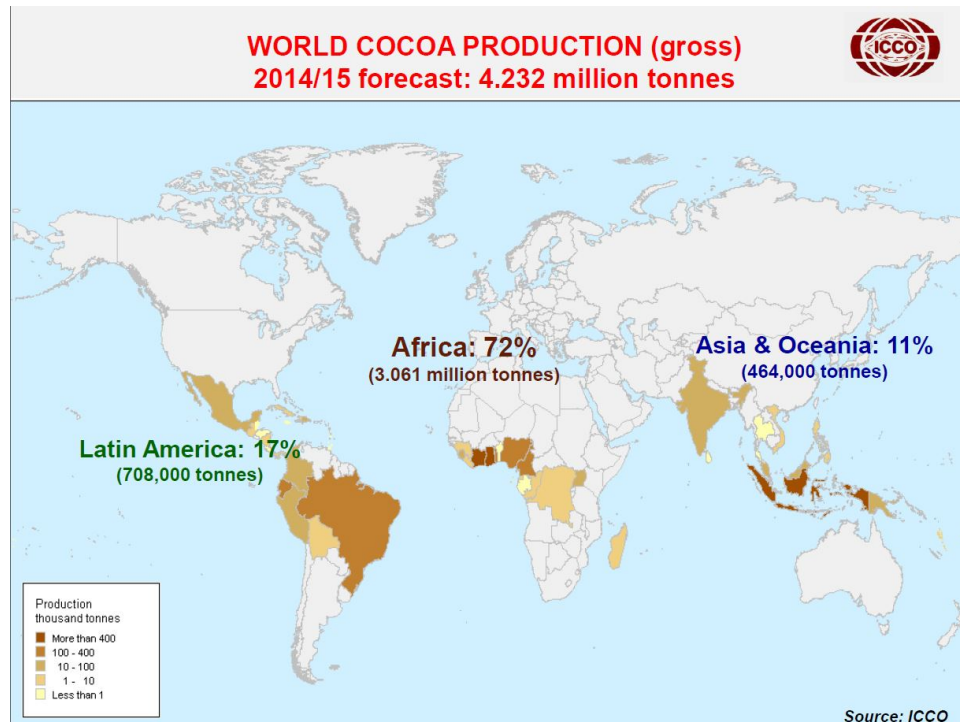 WORLD COCOA PRODUCTION (gross)
2014/15 forecast: 4.232 million tonnes
ICCO
Africa: 72%
(3.061 million tonnes)
Asia & Oceania: 11%
(464,000 tonnes)
Latin America: 17%
(708,000 tonnes)
Production
thousand tonnes
More than 400
100 - 400
10 - 100
1 - 10
Less than 1
Source: ICCO